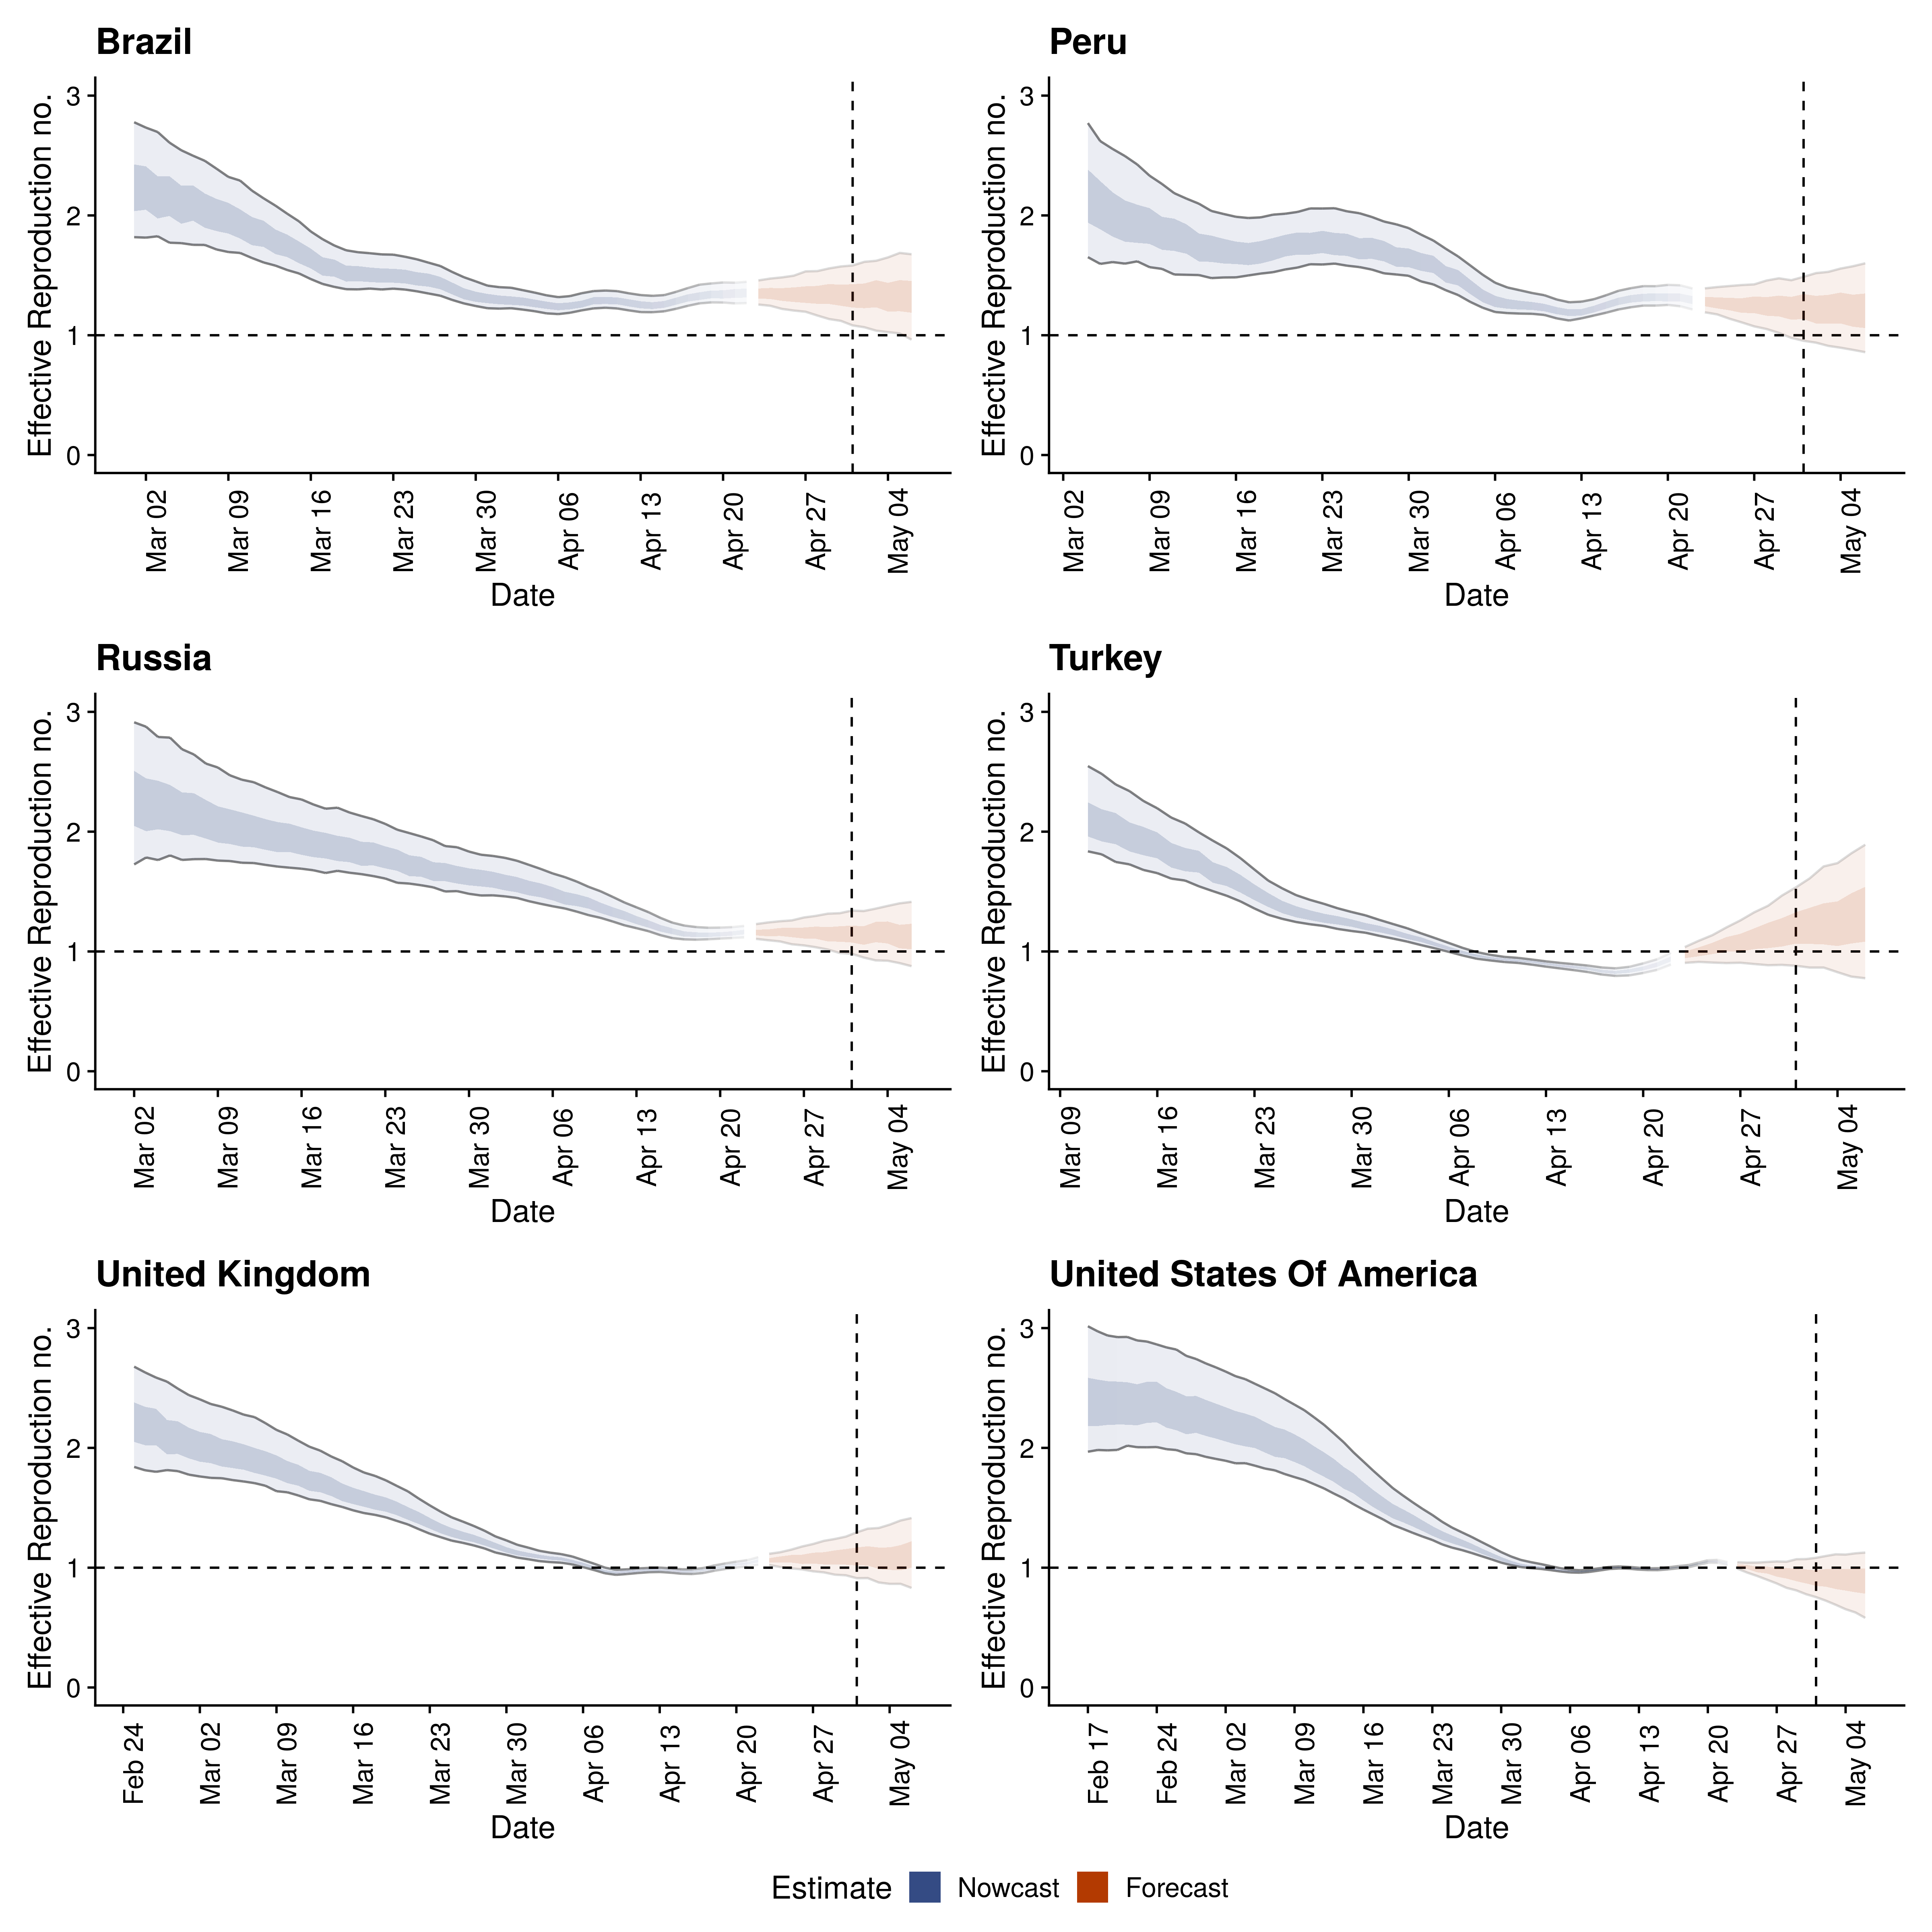 Brazil
Effective Reproduction no.
3
2
1
0
Mar 02
Mar 09
Mar 16
Mar 23
Mar 30
Apr 06
Apr 13
Apr 20
Apr 27
May 04
Date
Peru
Effective Reproduction no.
3
2
1
0
Mar 02
Mar 09
Mar 16
Mar 23
Mar 30
Apr 06
Apr 13
Apr 20
Apr 27
May 04
Date
Russia
Effective Reproduction no.
3
2
1
0
Mar 02
Mar 09
Mar 16
Mar 23
Mar 30
Apr 06
Apr 13
Apr 20
Apr 27
May 04
Date
Turkey
Effective Reproduction no.
3
2
1
0
Mar 09
Mar 16
Mar 23
Mar 30
Apr 06
Apr 13
Apr 20
Apr 27
May 04
Date
United Kingdom
Effective Reproduction no.
3
2
1
0
Feb 24
Mar 02
Mar 09
Mar 16
Mar 23
Mar 30
Apr 06
Apr 13
Apr 20
Apr 27
May 04
Date
United States Of America
Effective Reproduction no.
3
2
1
0
Feb 17
Feb 24
Mar 02
Mar 09
Mar 16
Mar 23
Mar 30
Apr 06
Apr 13
Apr 20
Apr 27
May 04
Date
Estimate Nowcast Forecast